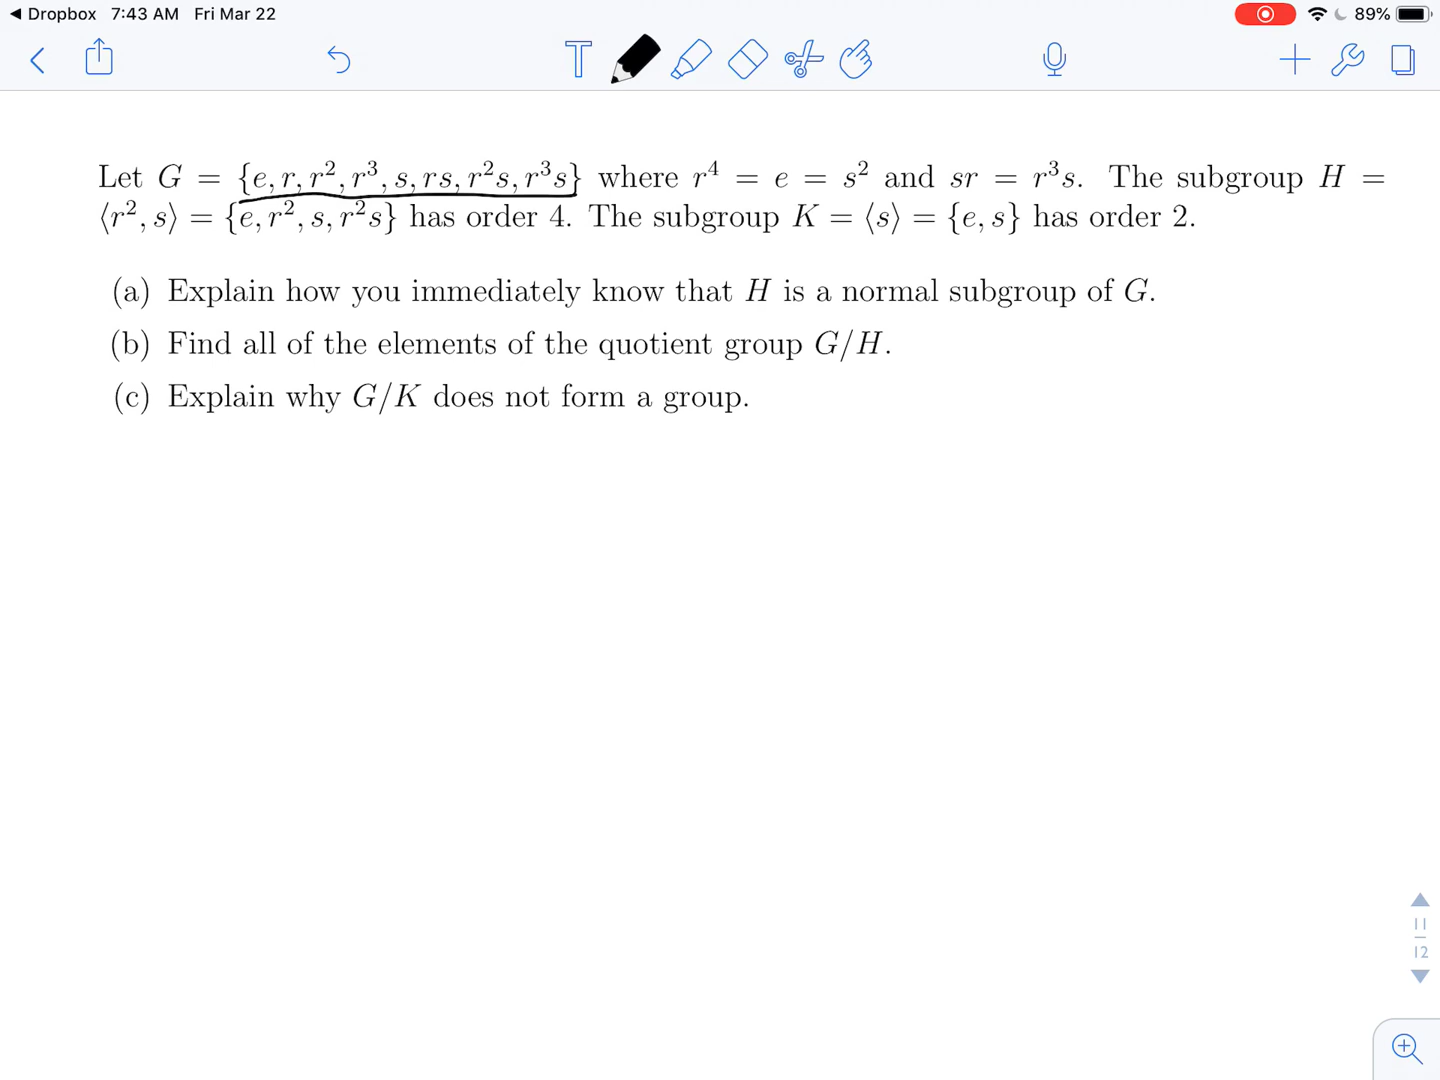 ◀ Dropbox 7:43 AM Fri Mar 22 89%
T
Let G = {e, r, r², r³, s, rs, r²s, r³s} where r⁴ = e = s² and sr = r³s. The subgroup H =
⟨r², s⟩ = {e, r², s, r²s} has order 4. The subgroup K = ⟨s⟩ = {e, s} has order 2.
(a) Explain how you immediately know that H is a normal subgroup of G.
(b) Find all of the elements of the quotient group G/H.
(c) Explain why G/K does not form a group.
11
12